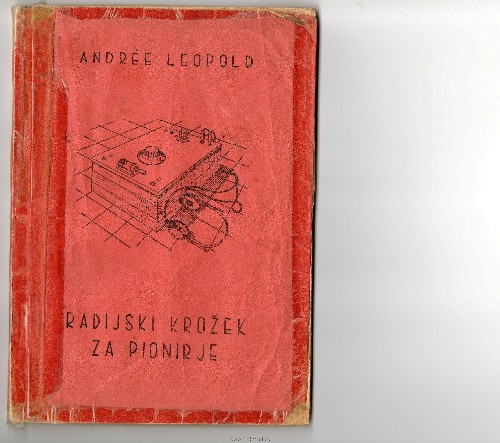 ANDRÉE LEOPOLD
RADIJSKI KROŽEK
ZA PIONIRJE